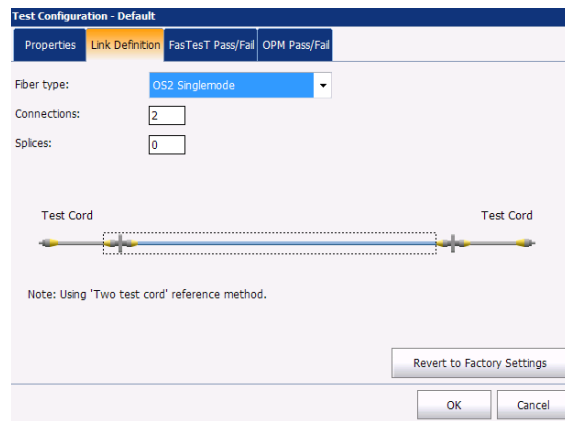 Test Configuration - Default
Properties Link Definition FasTesT Pass/Fail OPM Pass/Fail
Fiber type: OS2 Singlemode
Connections: 2
Splices: 0
Test Cord Test Cord
Note: Using 'Two test cord' reference method.
Revert to Factory Settings
OK Cancel